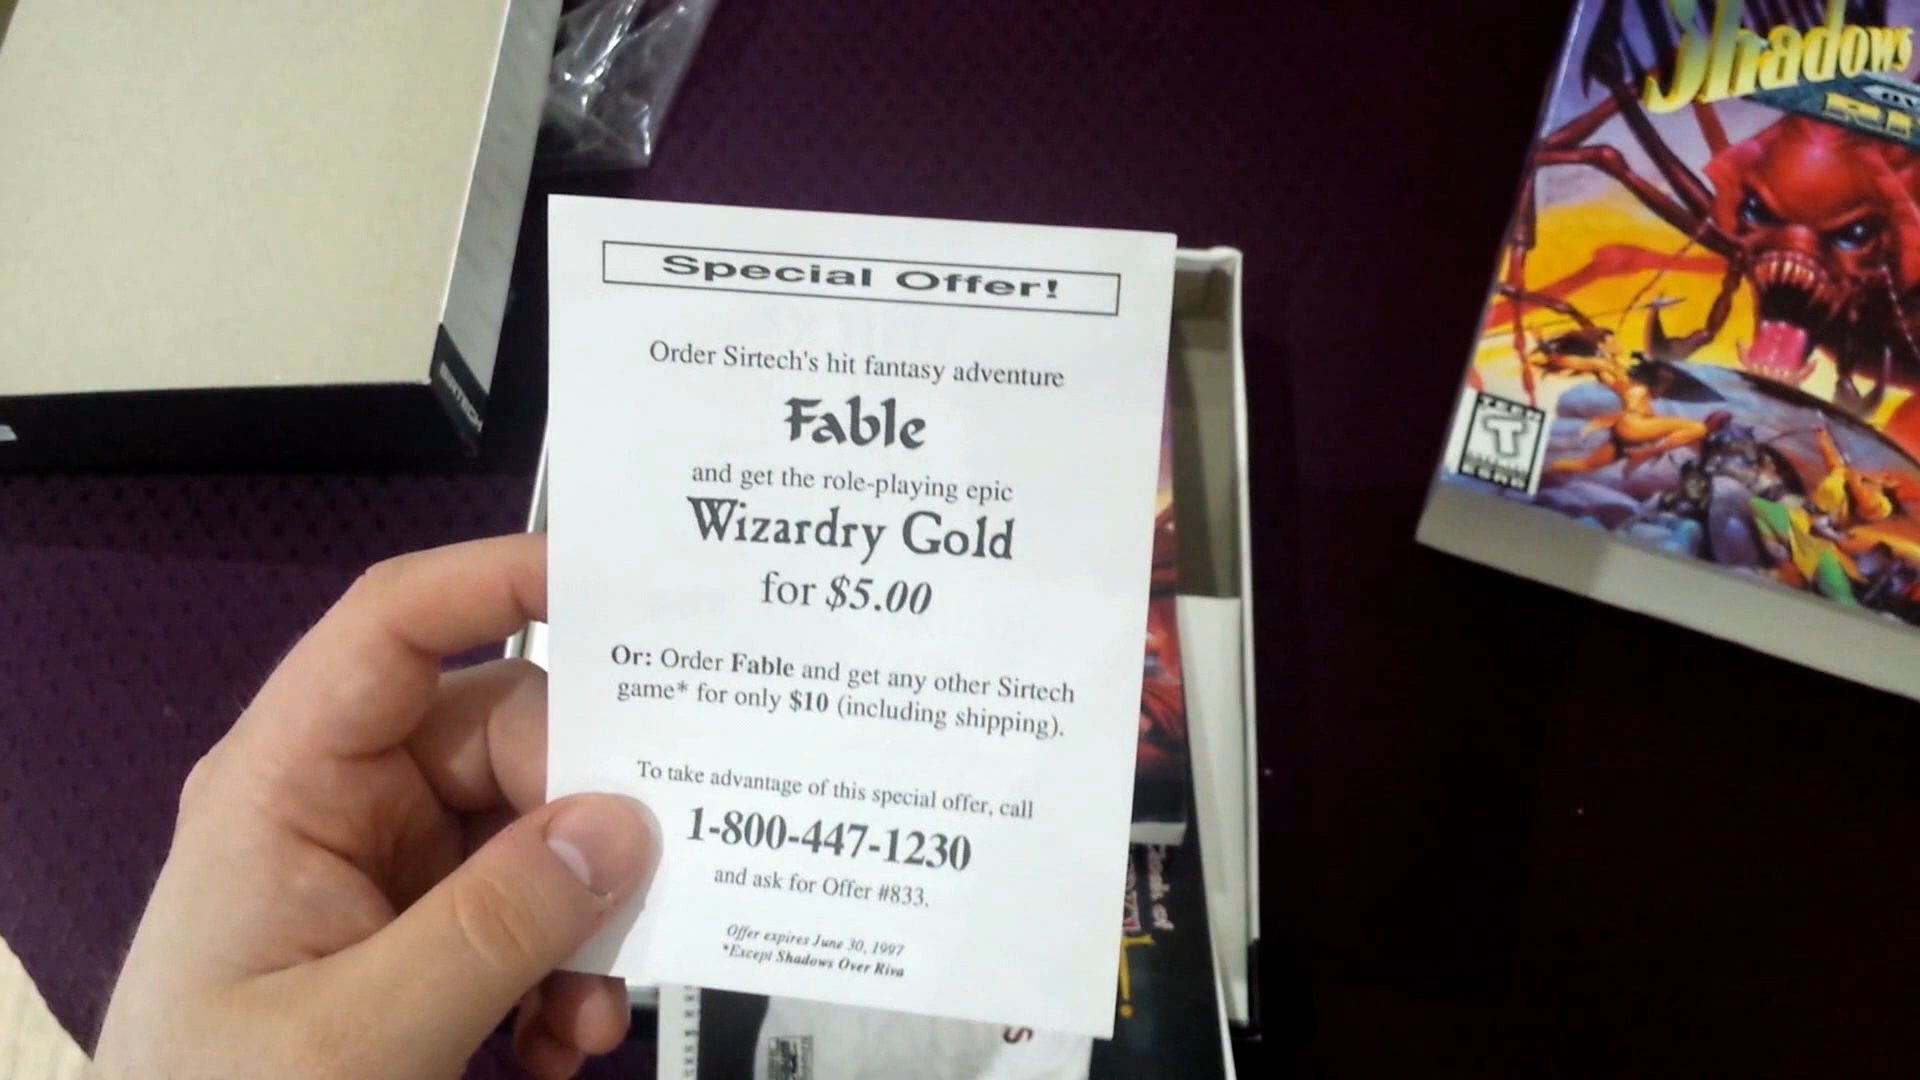 Special Offer!
Order Sirtech's hit fantasy adventure
Fable
and get the role-playing epic
Wizardry Gold
for $5.00
Or: Order Fable and get any other Sirtech
game* for only $10 (including shipping).
To take advantage of this special offer, call
1-800-447-1230
and ask for Offer #833.
Offer expires June 30, 1997
*Except Shadows Over Riva
Shadows
TEEN
T